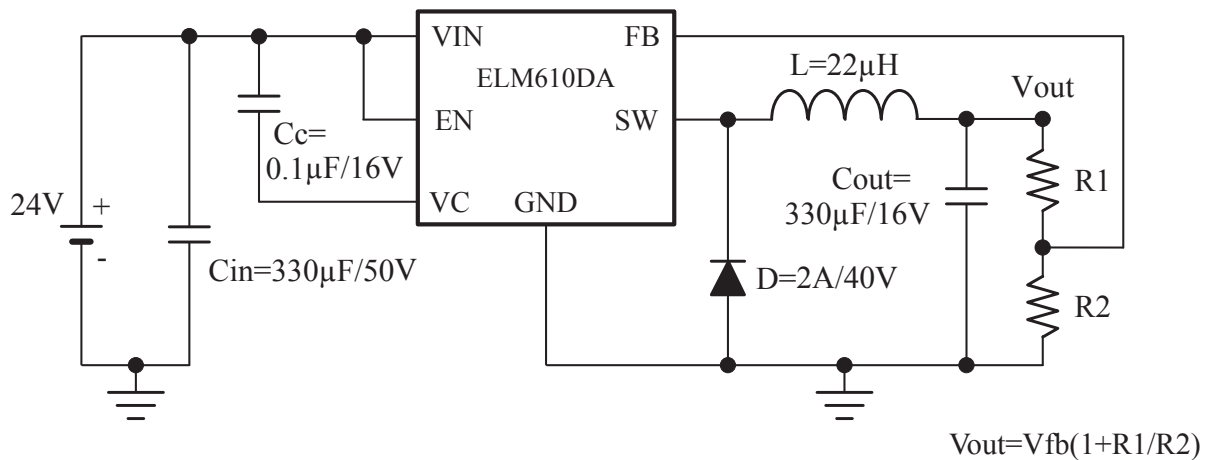 VIN
FB
ELM610DA
L=22µH
Vout
EN
SW
Cc=
0.1µF/16V
VC
GND
Cout=
330µF/16V
R1
24V
+
-
Cin=330µF/50V
D=2A/40V
R2
Vout=Vfb(1+R1/R2)